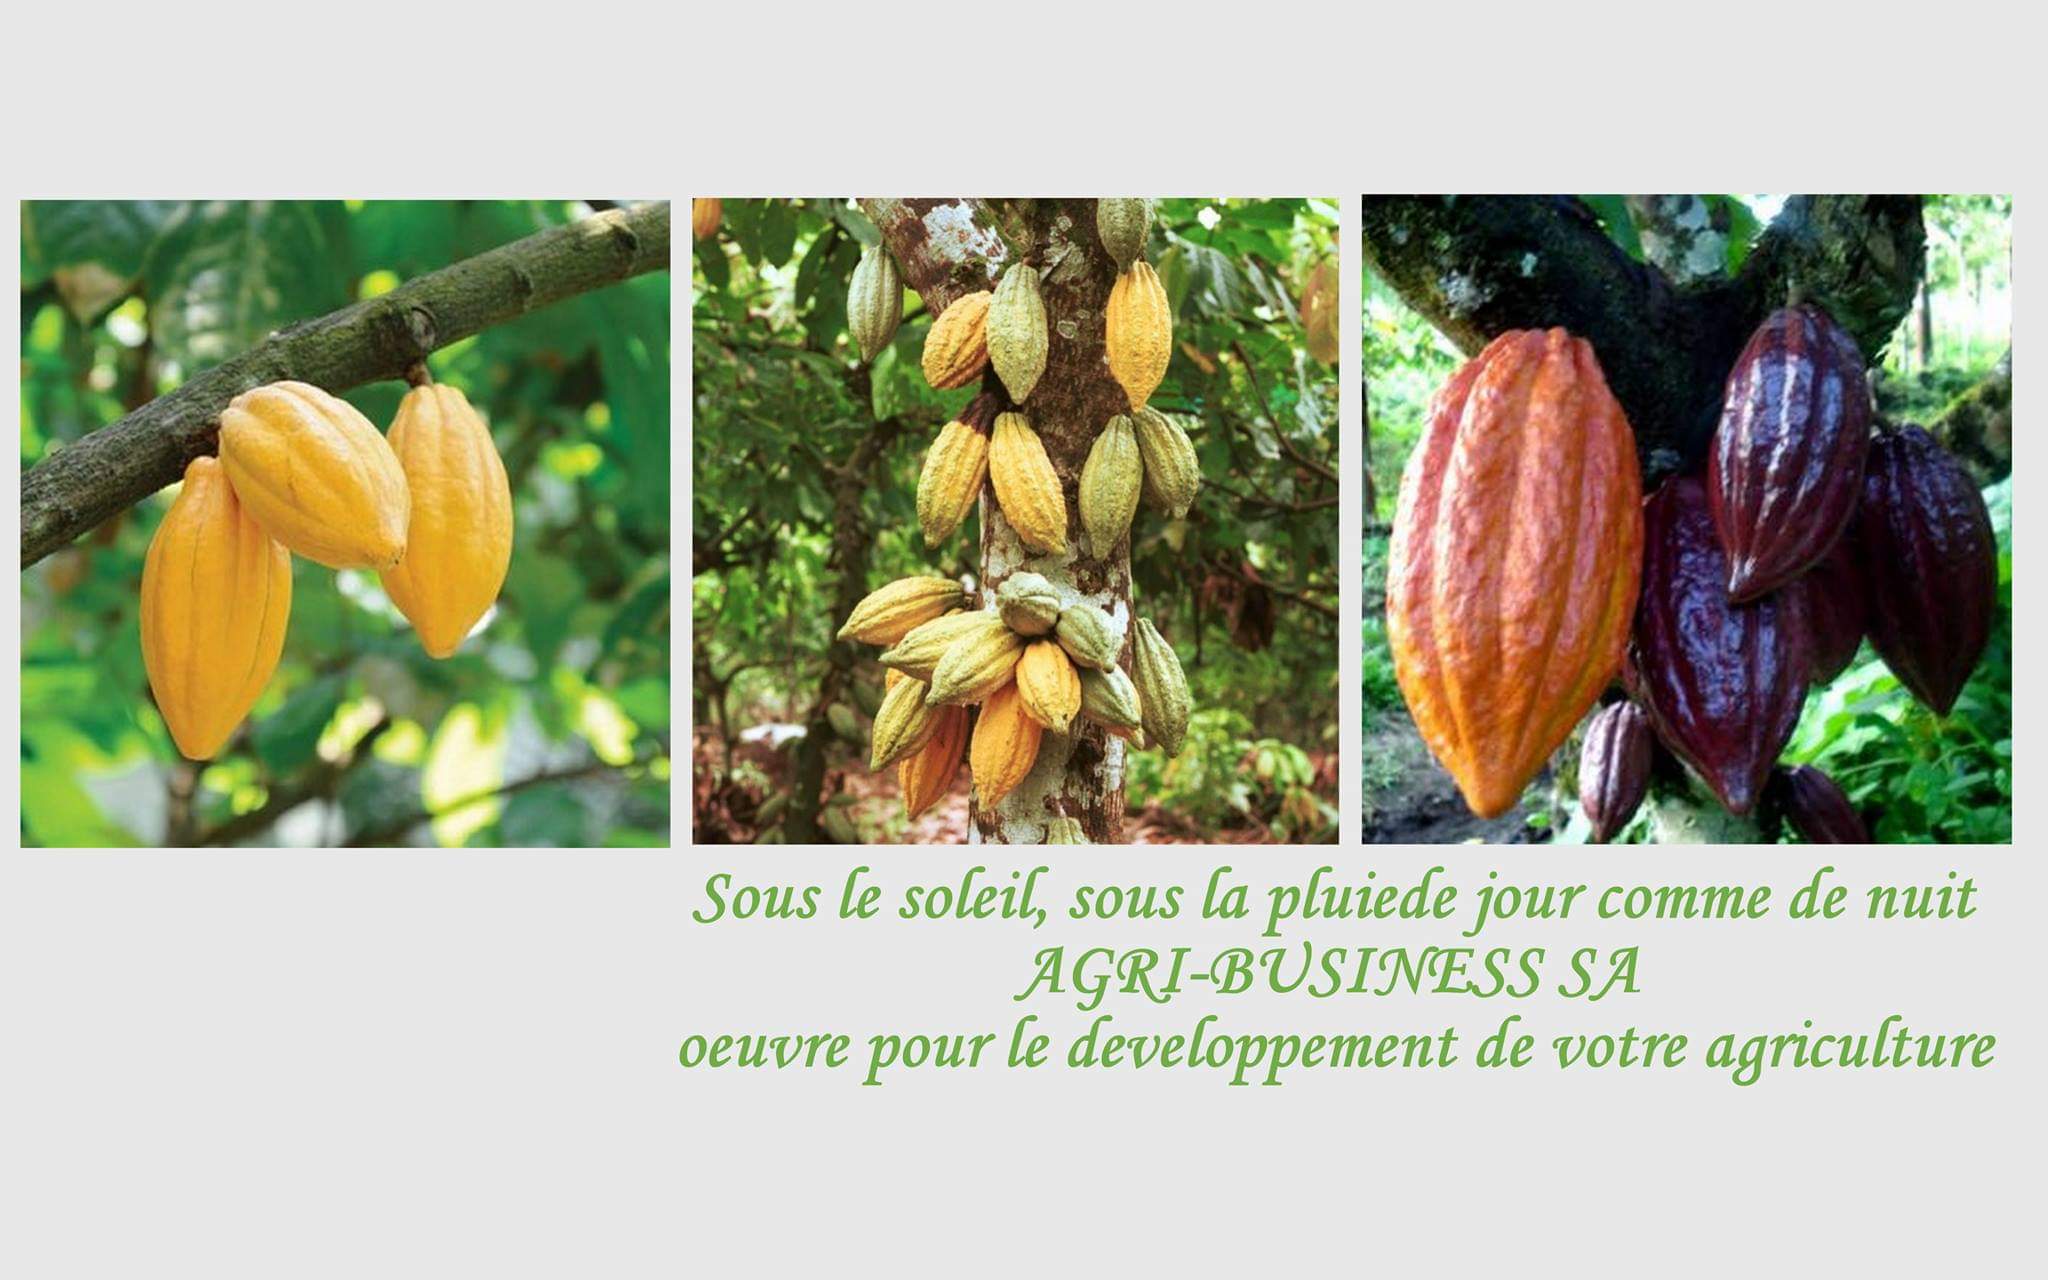 Sous le soleil, sous la pluiede jour comme de nuit
AGRI-BUSINESS SA
oeuvre pour le developpement de votre agriculture